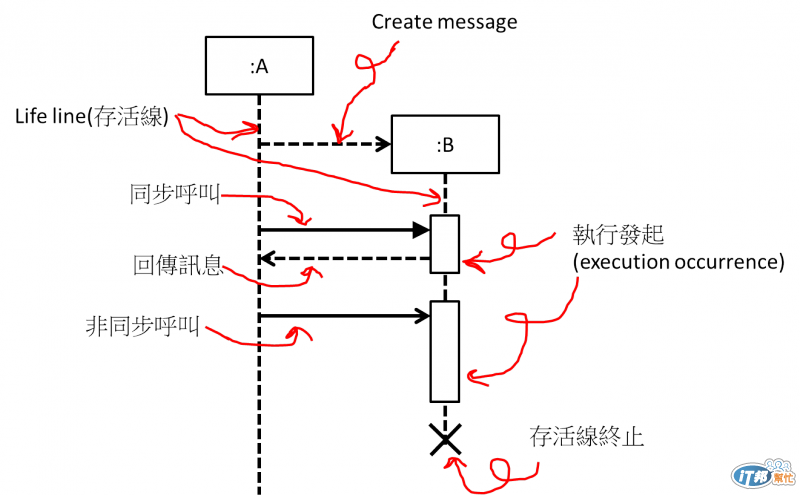 Create message
:A
Life line(存活線)
:B
同步呼叫
執行發起
(execution occurrence)
回傳訊息
非同步呼叫
存活線終止
iT邦幫忙